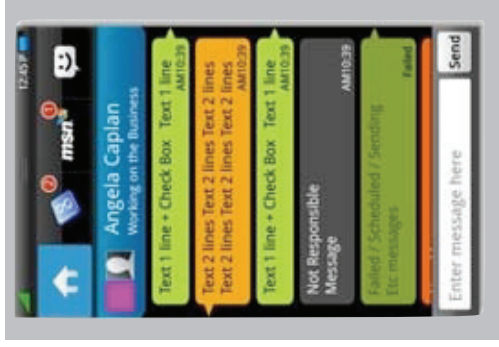 12:45 P
2
msn
1
Angela Caplan
Working on the Business
Text 1 line + Check Box Text 1 line
AM10:39
Text 2 lines Text 2 lines Text 2 lines
Text 2 lines Text 2 lines Text 2 lines
AM10:39
Text 1 line + Check Box Text 1 line
AM10:39
Not Responsible
Message
AM10:39
Failed / Scheduled / Sending
Etc messages
Failed
Enter message here
Send